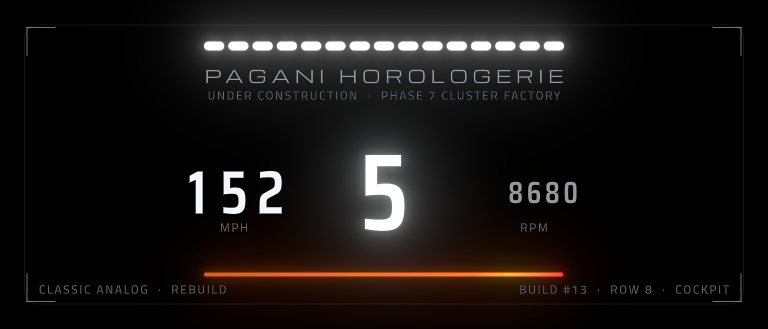 PAGANI HOROLOGERIE
UNDER CONSTRUCTION · PHASE 7 CLUSTER FACTORY
152
MPH
5
8680
RPM
CLASSIC ANALOG · REBUILD
BUILD #13 · ROW 8 · COCKPIT